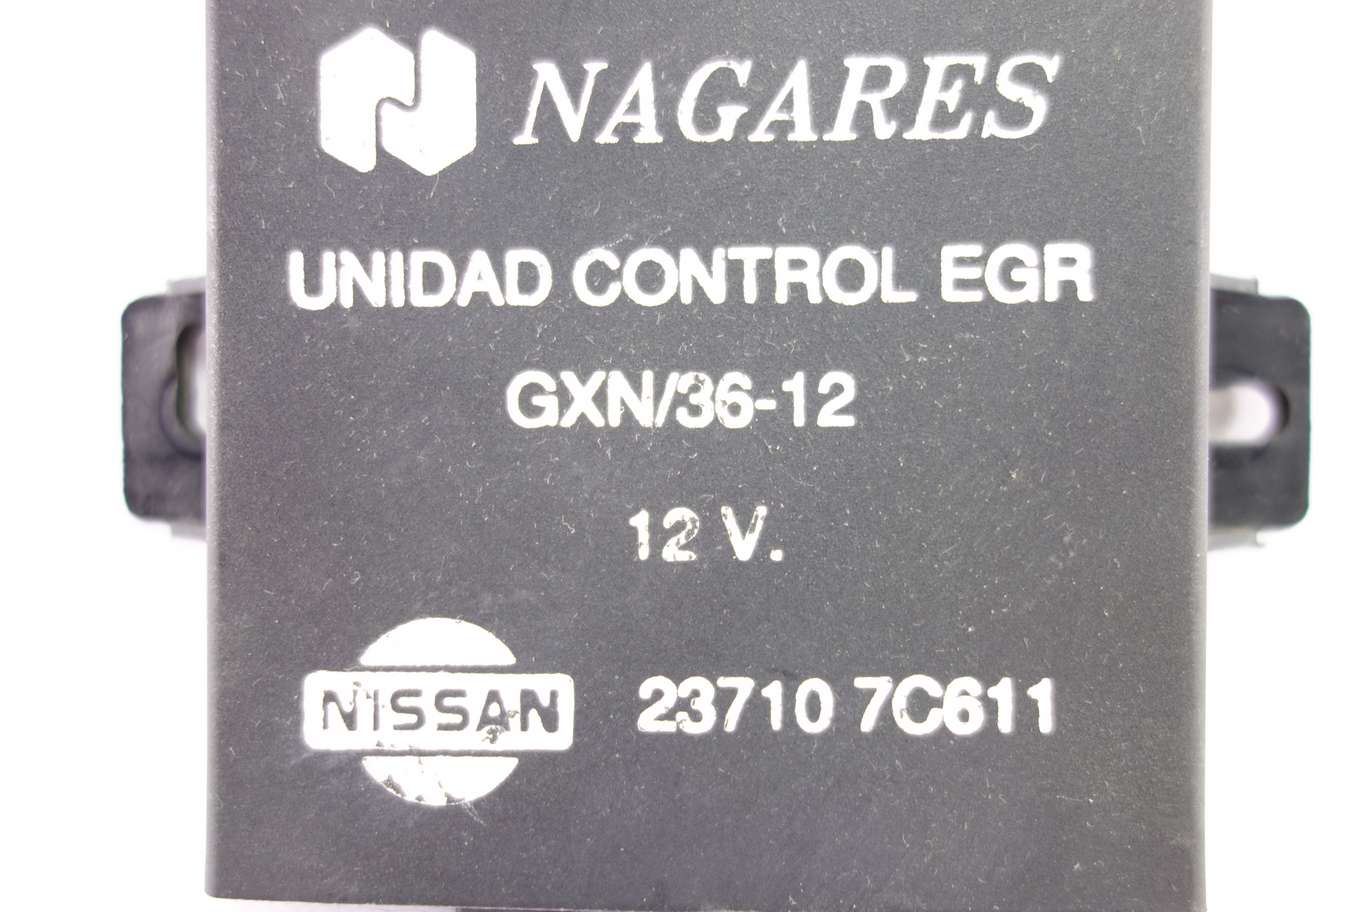 NAGARES
UNIDAD CONTROL EGR
GXN/36-12
12 V.
NISSAN 23710 7C611